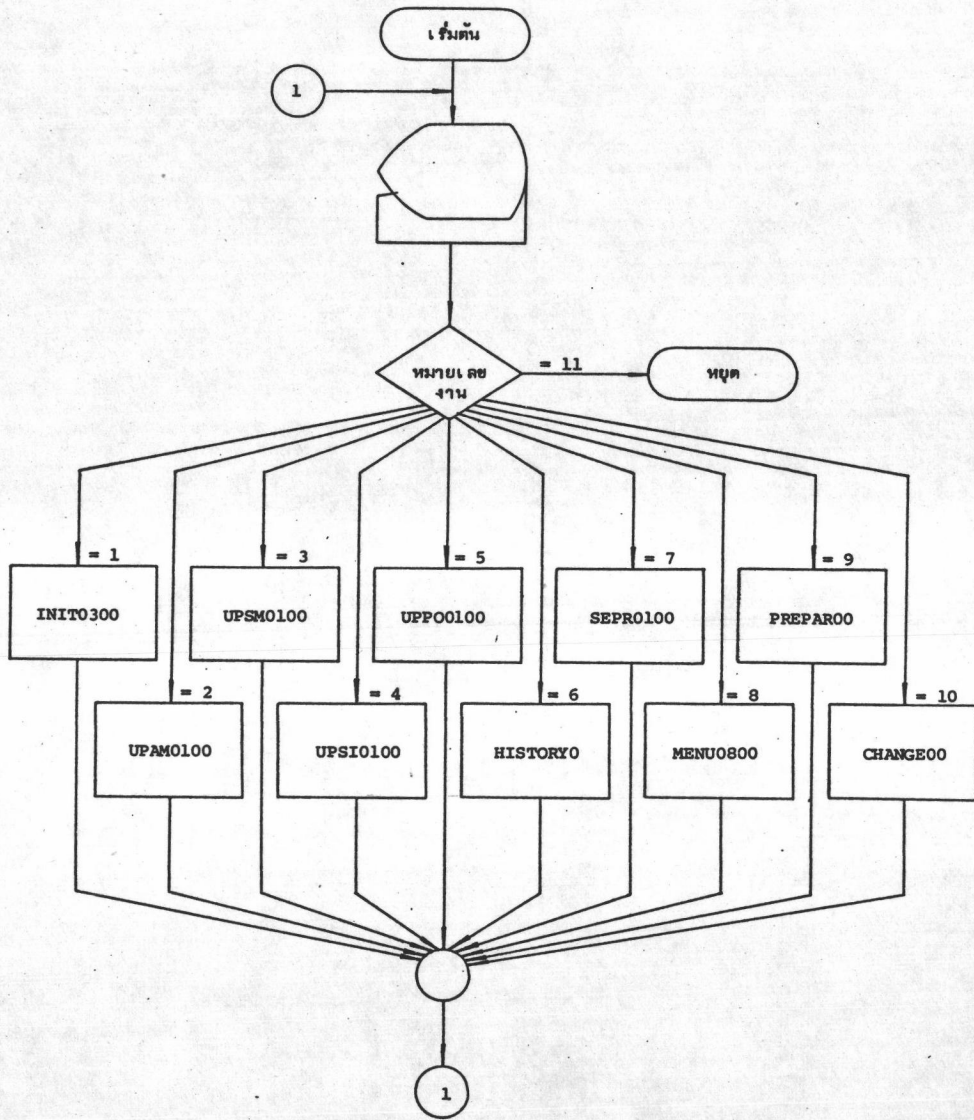 เริ่มต้น
1
หมายเลข
งาน
= 11
หยุด
= 1
= 3
= 5
= 7
= 9
INIT0300
UPSM0100
UPPO0100
SEPR0100
PREPAR00
= 2
= 4
= 6
= 8
= 10
UPAM0100
UPSI0100
HISTORY0
MENU0800
CHANGE00
1